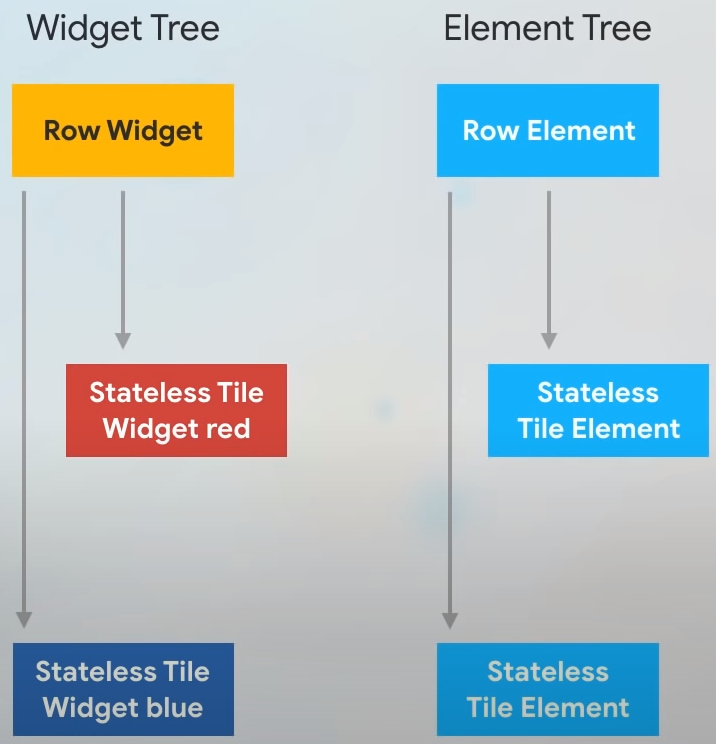 Widget Tree
Element Tree
Row Widget
Row Element
Stateless Tile
Widget red
Stateless
Tile Element
Stateless Tile
Widget blue
Stateless
Tile Element